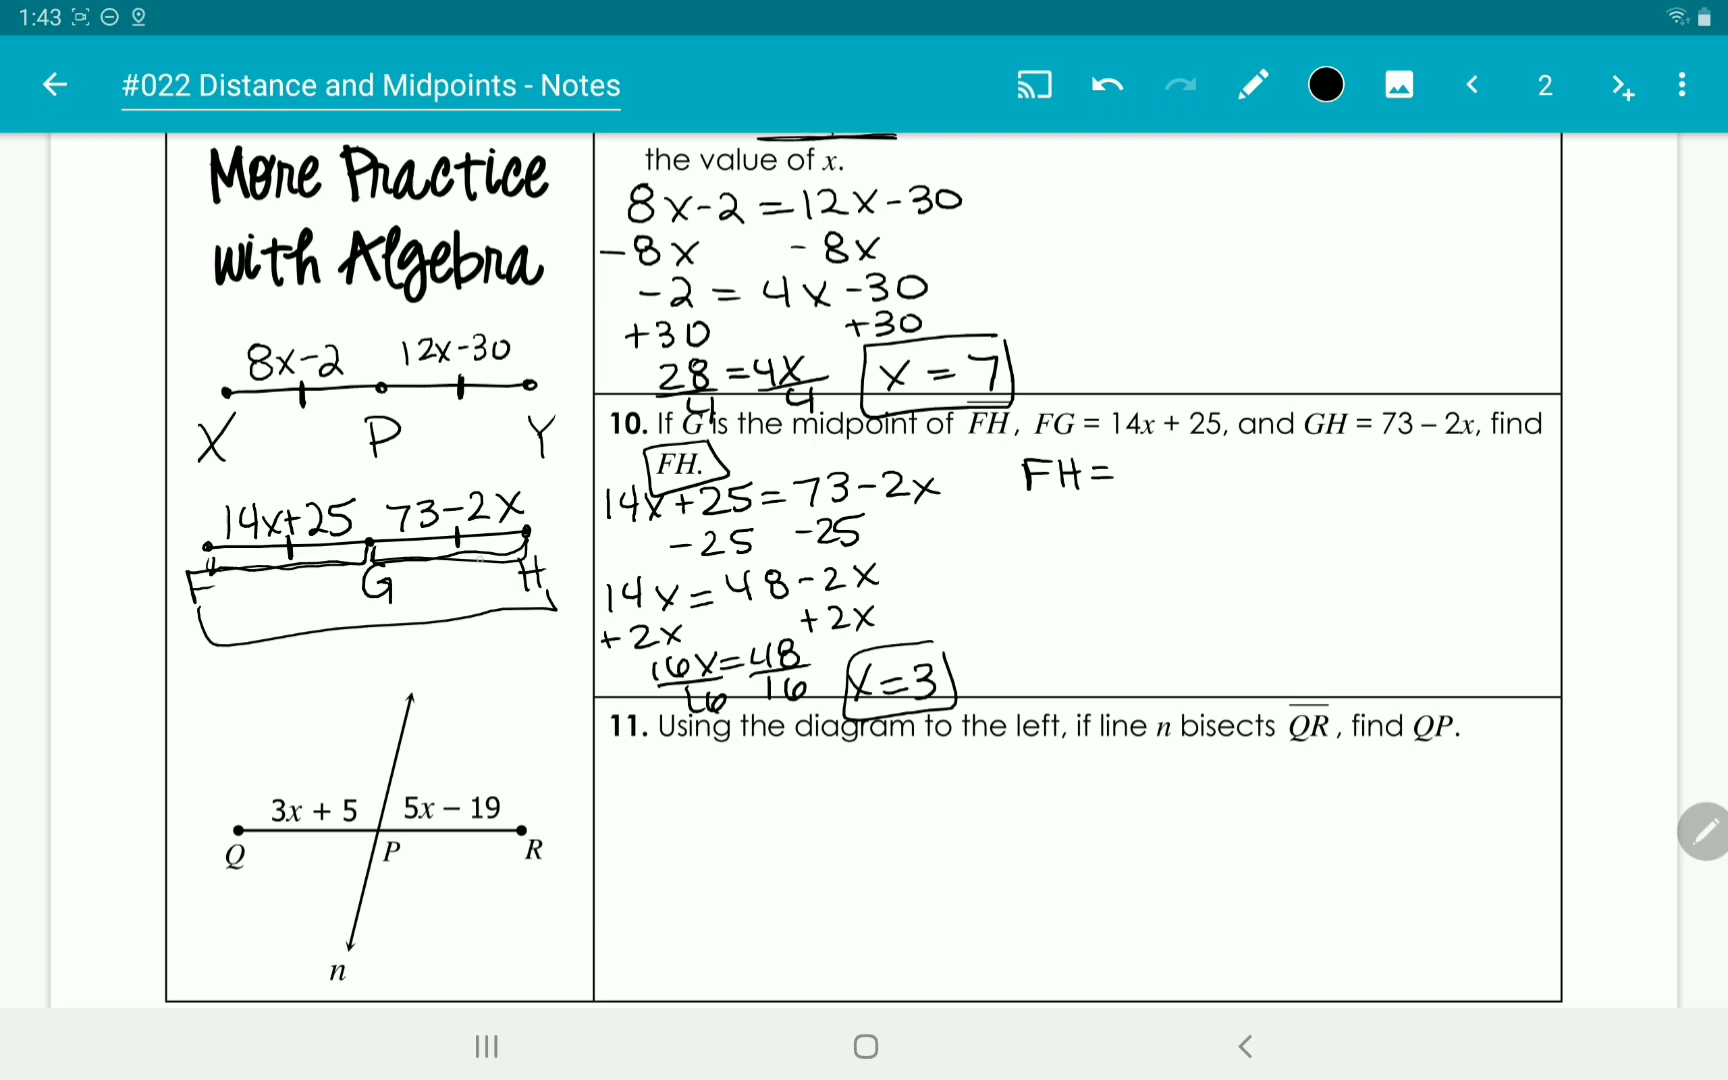 1:43
#022 Distance and Midpoints - Notes
2
More Practice
with Algebra
8x-2 12x-30
X P Y
14x+25 73-2x
F G H
3x + 5 5x – 19
Q P R
n
the value of x.
8x-2=12x-30
-8x -8x
-2 = 4x-30
+30 +30
28=4x
4 4
x = 7
10. If G is the midpoint of FH, FG = 14x + 25, and GH = 73 – 2x, find
FH.
14x+25=73-2x FH=
-25 -25
14x=48-2x
+2x +2x
16x=48
16 16
x=3
11. Using the diagram to the left, if line n bisects QR, find QP.